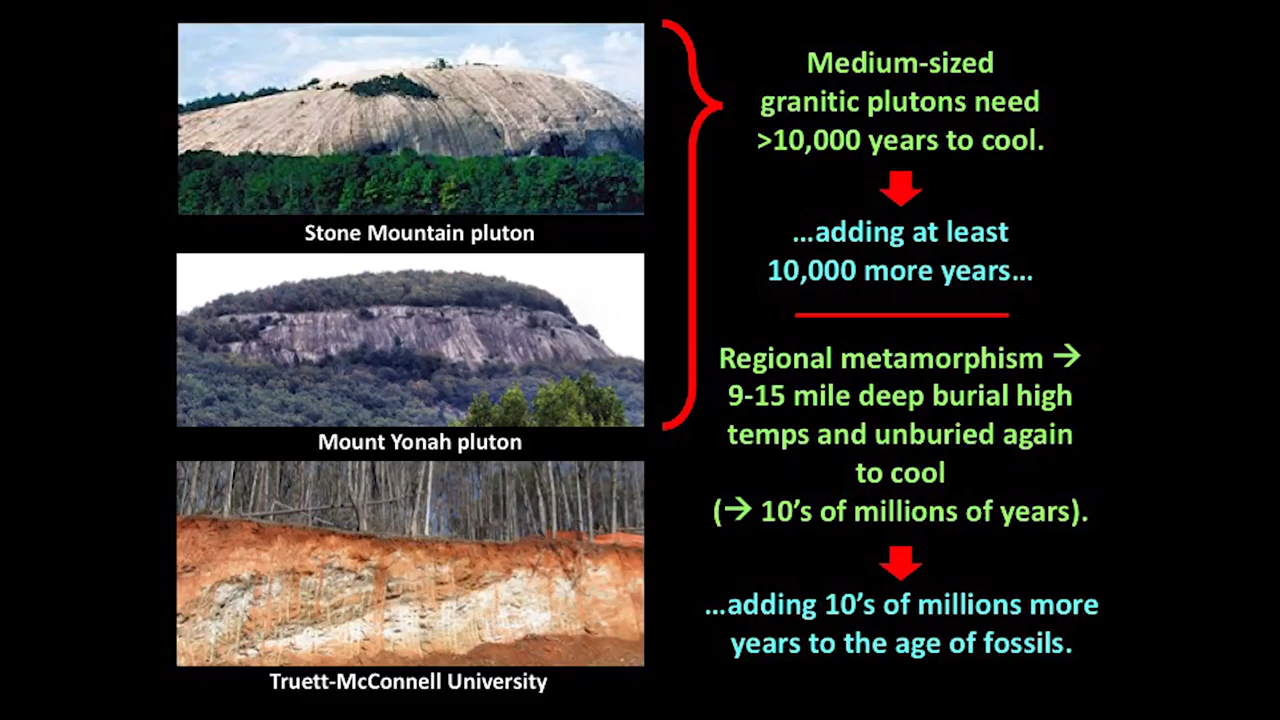 Stone Mountain pluton
Mount Yonah pluton
Truett-McConnell University
Medium-sized
granitic plutons need
>10,000 years to cool.
…adding at least
10,000 more years…
Regional metamorphism →
9-15 mile deep burial high
temps and unburied again
to cool
(→ 10’s of millions of years).
…adding 10’s of millions more
years to the age of fossils.